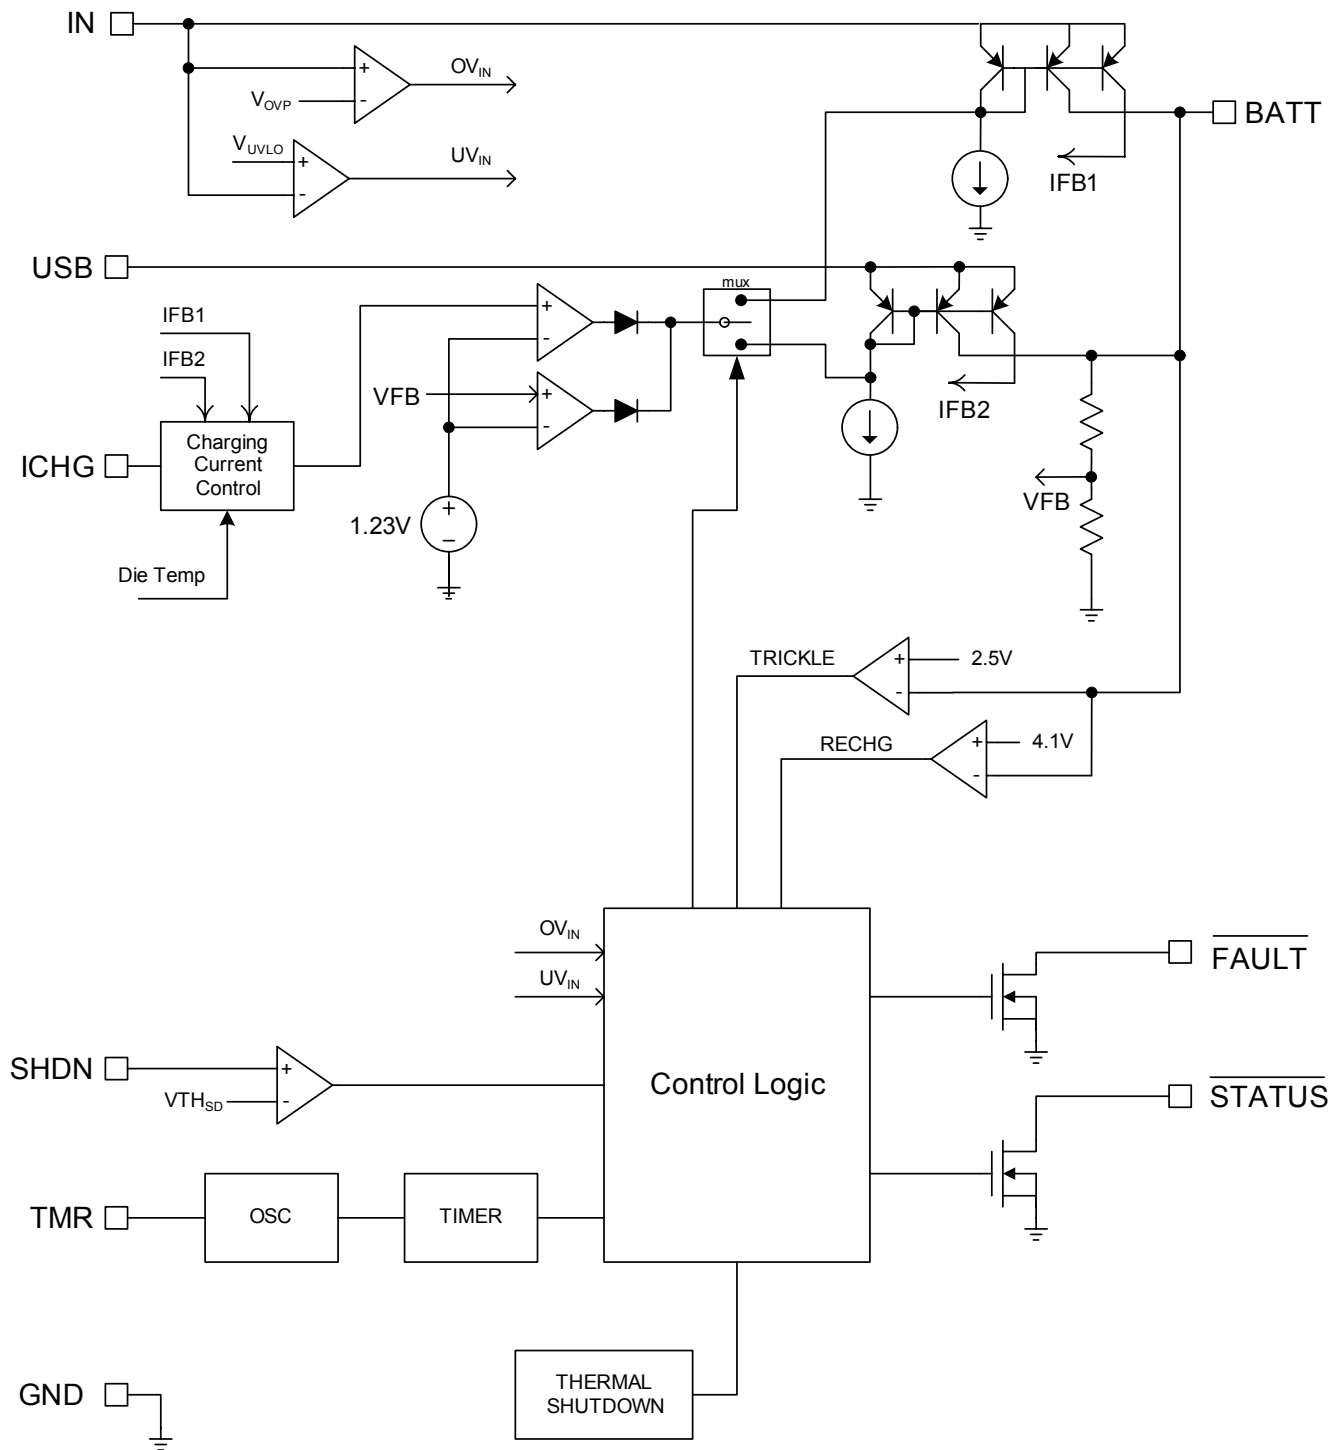 IN
+
-
V_OVP
OV_IN
V_UVLO
+
-
UV_IN
BATT
IFB1
USB
mux
IFB1
IFB2
+
-
VFB
+
-
IFB2
ICHG
Charging
Current
Control
1.23V
+
−
VFB
Die Temp
TRICKLE
+
-
2.5V
RECHG
+
-
4.1V
OV_IN
UV_IN
FAULT
SHDN
+
-
VTH_SD
Control Logic
STATUS
TMR
OSC
TIMER
GND
THERMAL
SHUTDOWN